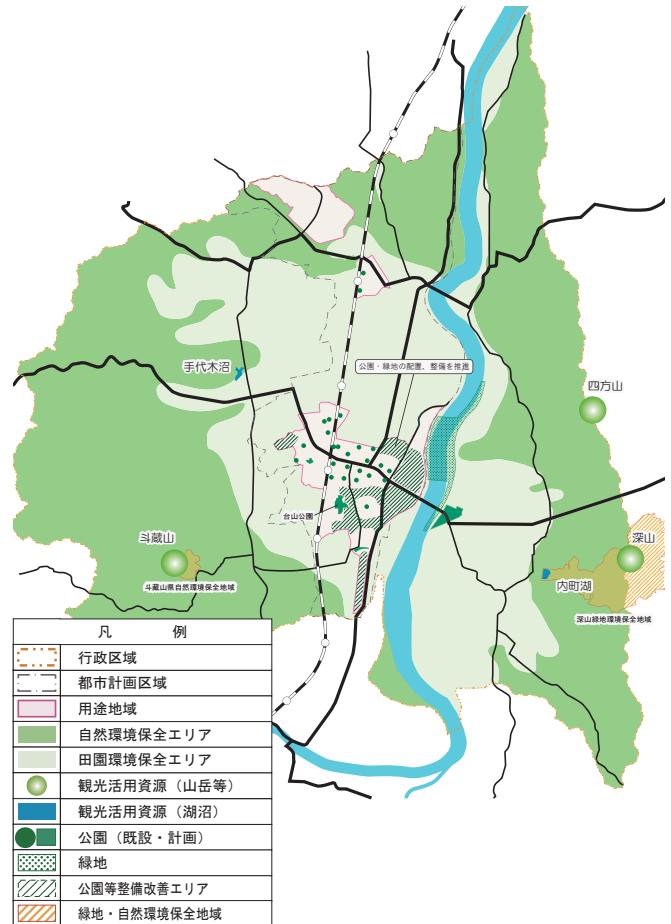 公園・緑地の配置、整備を推進
手代木沼
四方山
台山公園
斗蔵山
深山
内町湖
斗蔵山県自然環境保全地域
深山緑地環境保全地域
凡 例
行政区域
都市計画区域
用途地域
自然環境保全エリア
田園環境保全エリア
観光活用資源（山岳等）
観光活用資源（湖沼）
公園（既設・計画）
緑地
公園等整備改善エリア
緑地・自然環境保全地域